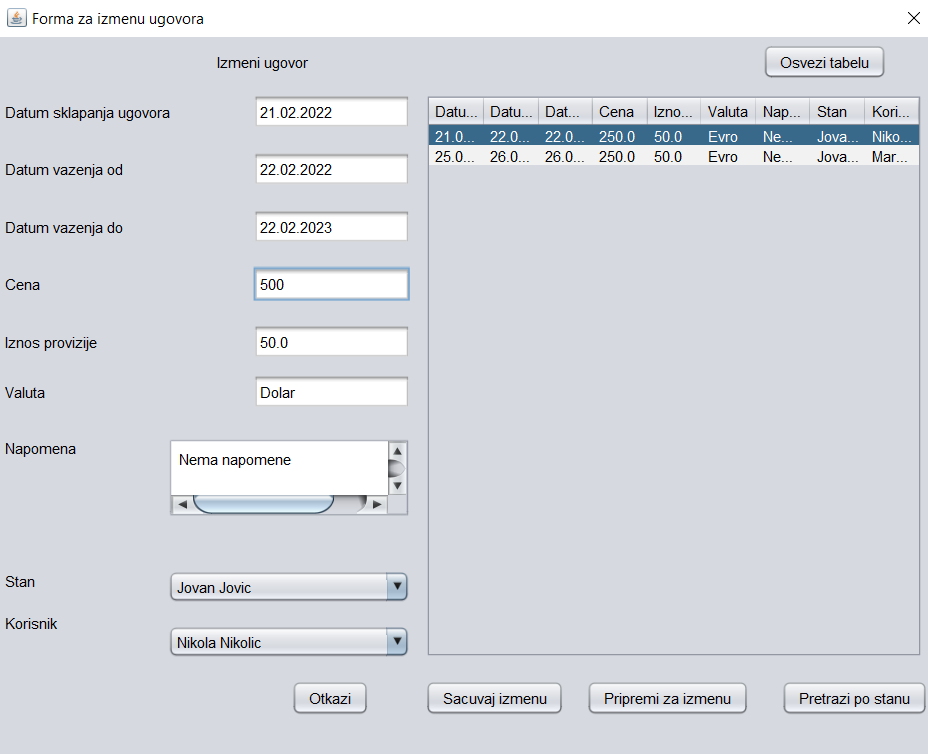 Forma za izmenu ugovora
Izmeni ugovor
Osvezi tabelu
Datum sklapanja ugovora
21.02.2022
Datum vazenja od
22.02.2022
Datum vazenja do
22.02.2023
Cena
500
Iznos provizije
50.0
Valuta
Dolar
Napomena
Nema napomene
Stan
Jovan Jovic
Korisnik
Nikola Nikolic
Datu... Datu... Dat... Cena Izno... Valuta Nap... Stan Kori...
21.0... 22.0... 22.0... 250.0 50.0 Evro Ne... Jova... Niko...
25.0... 26.0... 26.0... 250.0 50.0 Evro Ne... Jova... Mar...
Otkazi
Sacuvaj izmenu
Pripremi za izmenu
Pretrazi po stanu